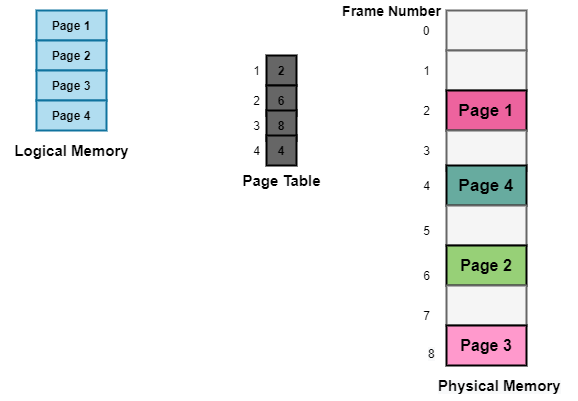 Page 1
Page 2
Page 3
Page 4
Logical Memory
1 2
2 6
3 8
4 4
Page Table
Frame Number
0
1
2 Page 1
3
4 Page 4
5
6 Page 2
7
8 Page 3
Physical Memory